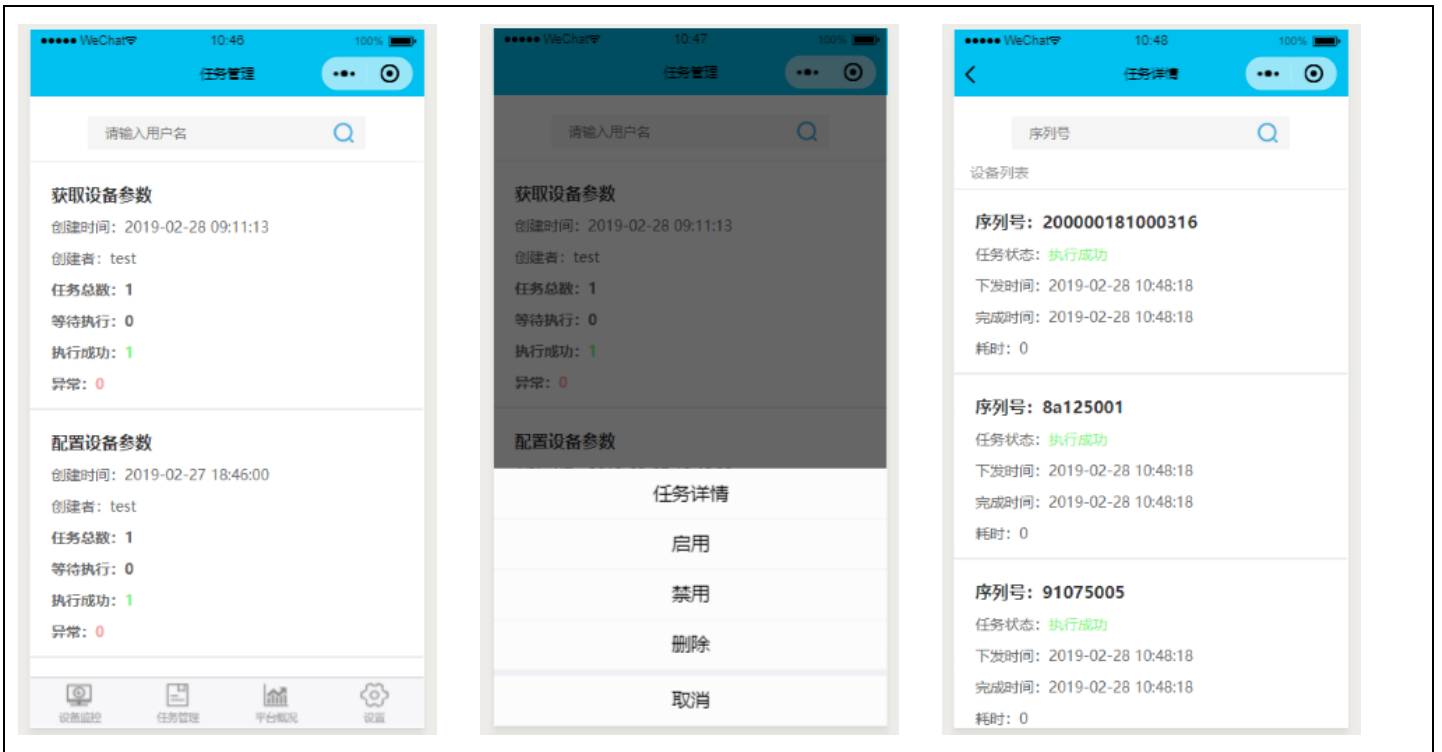 WeChat 10:46 100%
任务管理
请输入用户名
获取设备参数
创建时间：2019-02-28 09:11:13
创建者：test
任务总数：1
等待执行：0
执行成功：1
异常：0
配置设备参数
创建时间：2019-02-27 18:46:00
创建者：test
任务总数：1
等待执行：0
执行成功：1
异常：0
设备监控 任务管理 平台概况 设置
WeChat 10:47 100%
任务管理
请输入用户名
获取设备参数
创建时间：2019-02-28 09:11:13
创建者：test
任务总数：1
等待执行：0
执行成功：1
异常：0
配置设备参数
任务详情
启用
禁用
删除
取消
WeChat 10:48 100%
任务详情
序列号
设备列表
序列号：200000181000316
任务状态：执行成功
下发时间：2019-02-28 10:48:18
完成时间：2019-02-28 10:48:18
耗时：0
序列号：8a125001
任务状态：执行成功
下发时间：2019-02-28 10:48:18
完成时间：2019-02-28 10:48:18
耗时：0
序列号：91075005
任务状态：执行成功
下发时间：2019-02-28 10:48:18
完成时间：2019-02-28 10:48:18
耗时：0